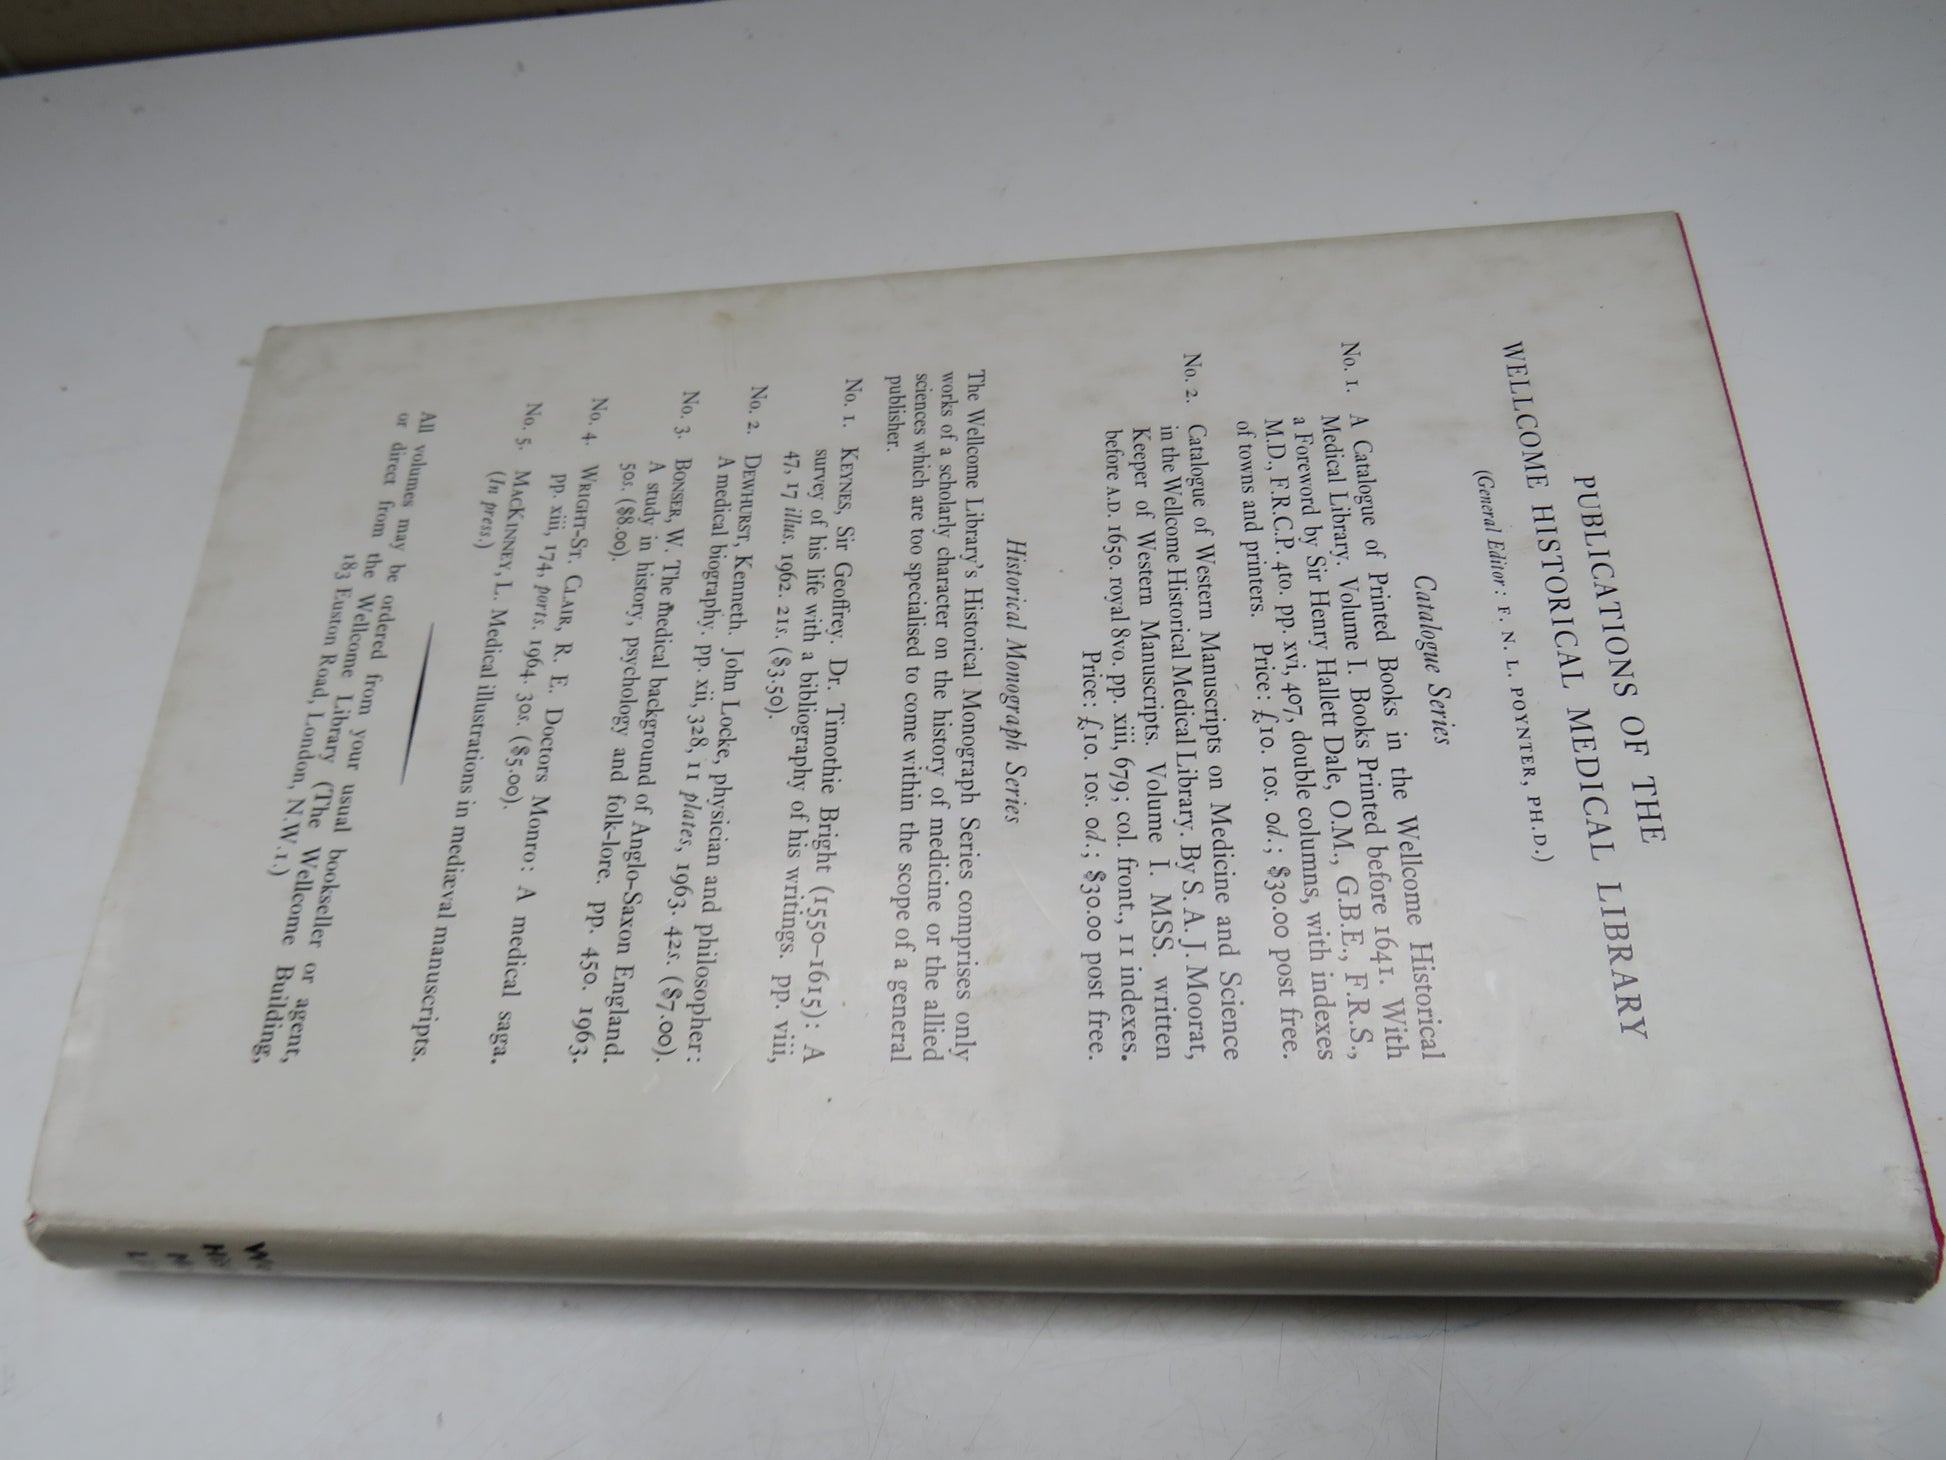 PUBLICATIONS OF THE
WELLCOME HISTORICAL MEDICAL LIBRARY
(General Editor: F. N. L. POYNTER, PH.D.)
Catalogue Series
No. 1. A Catalogue of Printed Books in the Wellcome Historical
Medical Library. Volume I. Books Printed before 1641. With
a Foreword by Sir Henry Hallett Dale, O.M., G.B.E., F.R.S.,
M.D., F.R.C.P. 4to. pp. xvi, 407, double columns, with indexes
of towns and printers. Price: £10. 10s. 0d.; $30.00 post free.
No. 2. Catalogue of Western Manuscripts on Medicine and Science
in the Wellcome Historical Medical Library. By S. A. J. Moorat,
Keeper of Western Manuscripts. Volume I. MSS. written
before A.D. 1650. royal 8vo. pp. xiii, 679; col. front., 11 indexes.
Price: £10. 10s. 0d.; $30.00 post free.
Historical Monograph Series
The Wellcome Library's Historical Monograph Series comprises only
works of a scholarly character on the history of medicine or the allied
sciences which are too specialised to come within the scope of a general
publisher.
No. 1. KEYNES, Sir Geoffrey. Dr. Timothie Bright (1550–1615): A
survey of his life with a bibliography of his writings. pp. viii,
47, 17 illus. 1962. 21s. ($3.50).
No. 2. DEWHURST, Kenneth. John Locke, physician and philosopher:
A medical biography. pp. xii, 328, 11 plates, 1963. 42s. ($7.00).
No. 3. BONSER, W. The medical background of Anglo-Saxon England.
A study in history, psychology and folk-lore. pp. 450. 1963.
50s. ($8.00).
No. 4. WRIGHT-ST. CLAIR, R. E. Doctors Monro: A medical saga.
pp. xiii, 174, ports. 1964. 30s. ($5.00).
No. 5. MACKINNEY, L. Medical illustrations in mediæval manuscripts.
(In press.)
All volumes may be ordered from your usual bookseller or agent,
or direct from the Wellcome Library (The Wellcome Building,
183 Euston Road, London, N.W.1.)